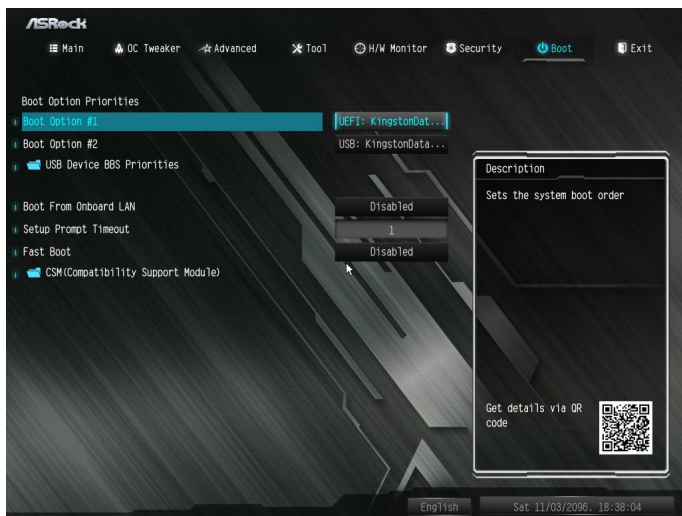 ASRock
Main OC Tweaker Advanced Tool H/W Monitor Security Boot Exit
Boot Option Priorities
Boot Option #1 UEFI: KingstonDat...
Boot Option #2 USB: KingstonData...
USB Device BBS Priorities
Boot From Onboard LAN Disabled
Setup Prompt Timeout 1
Fast Boot Disabled
CSM(Compatibility Support Module)
Description
Sets the system boot order
Get details via QR
code
English Sat 11/03/2096. 18:38:04